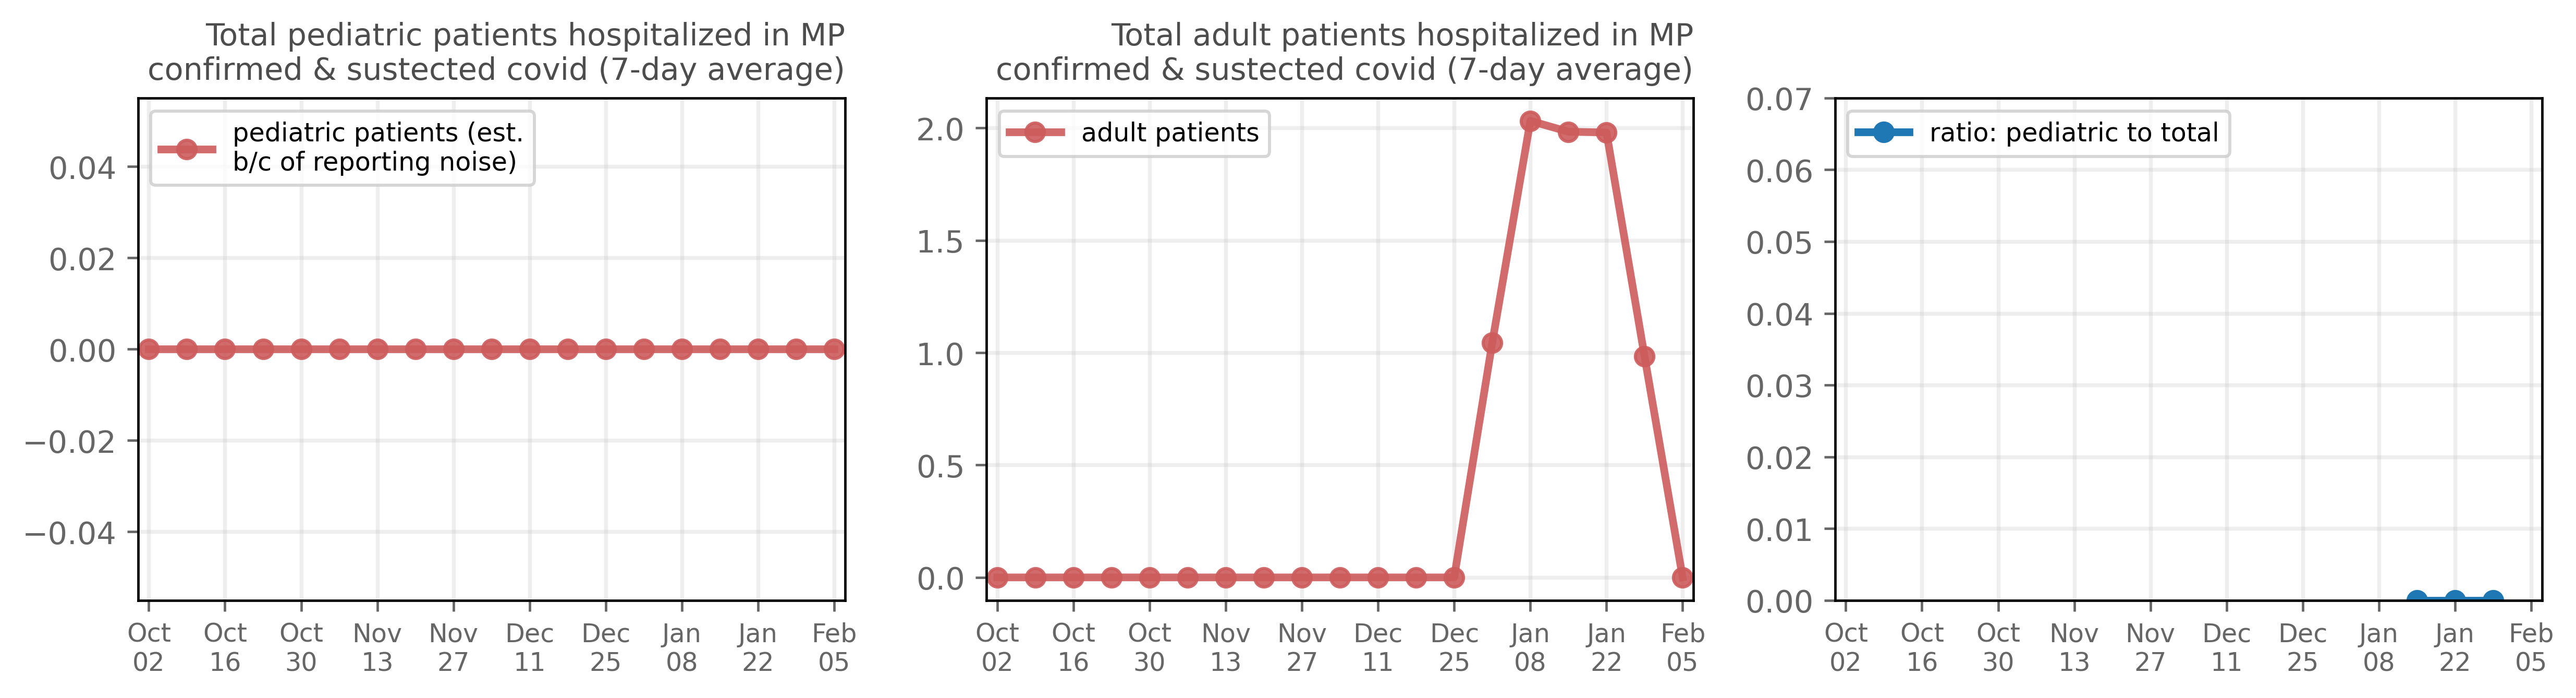 Total pediatric patients hospitalized in MP
confirmed & sustected covid (7-day average)
pediatric patients (est.
b/c of reporting noise)
0.04
0.02
0.00
−0.02
−0.04
Oct Oct Oct Nov Nov Dec Dec Jan Jan Feb
02 16 30 13 27 11 25 08 22 05
Total adult patients hospitalized in MP
confirmed & sustected covid (7-day average)
adult patients
2.0
1.5
1.0
0.5
0.0
Oct Oct Oct Nov Nov Dec Dec Jan Jan Feb
02 16 30 13 27 11 25 08 22 05
ratio: pediatric to total
0.07
0.06
0.05
0.04
0.03
0.02
0.01
0.00
Oct Oct Oct Nov Nov Dec Dec Jan Jan Feb
02 16 30 13 27 11 25 08 22 05